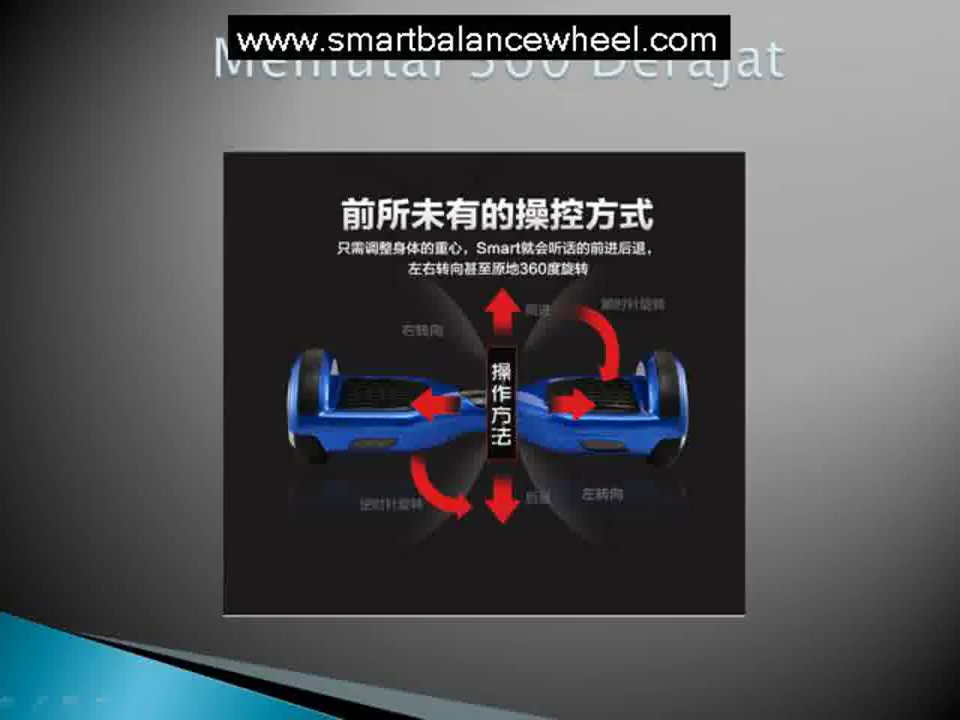 www.smartbalancewheel.com
Memutar 360 Derajat
前所未有的操控方式
只需调整身体的重心，Smart就会听话的前进后退，
左右转向甚至原地360度旋转
前进
顺时针旋转
右转向
操作方法
逆时针旋转
后退
左转向